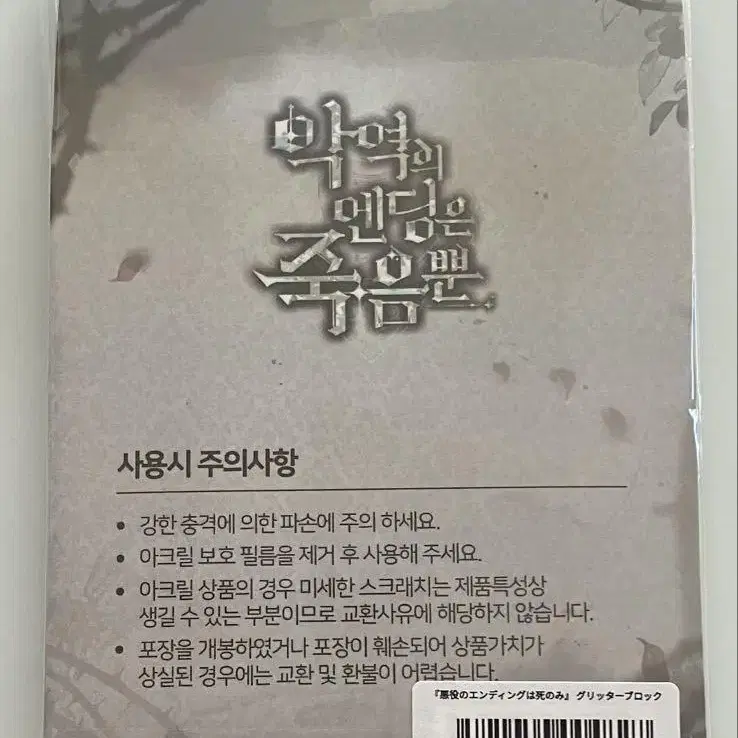 악역의
엔딩은
죽음뿐
사용시 주의사항
• 강한 충격에 의한 파손에 주의 하세요.
• 아크릴 보호 필름을 제거 후 사용해 주세요.
• 아크릴 상품의 경우 미세한 스크래치는 제품특성상
생길 수 있는 부분이므로 교환사유에 해당하지 않습니다.
• 포장을 개봉하였거나 포장이 훼손되어 상품가치가
상실된 경우에는 교환 및 환불이 어렵습니다.
『悪役のエンディングは死のみ』 グリッターブロック